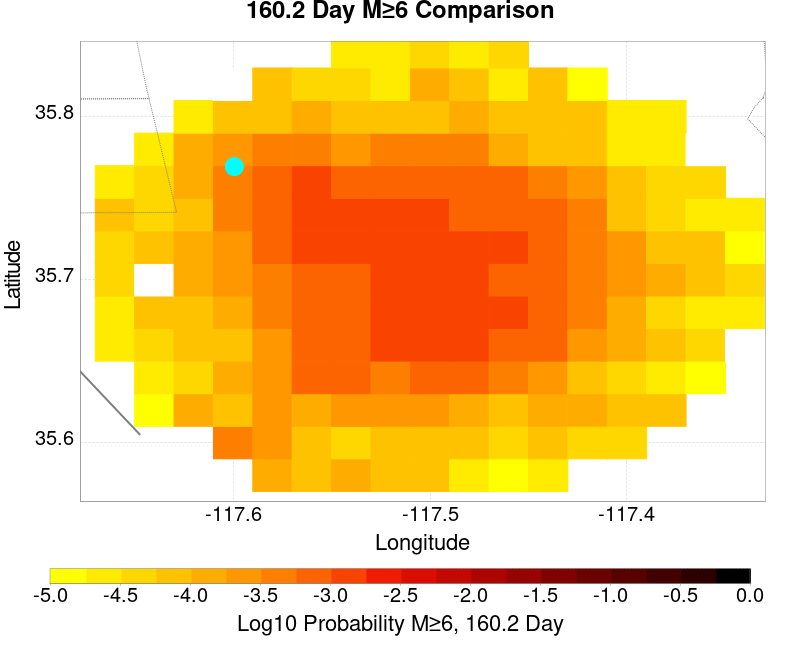 160.2 Day M≥6 Comparison
35.8
35.7
35.6
Latitude
-117.6 -117.5 -117.4
Longitude
-5.0 -4.5 -4.0 -3.5 -3.0 -2.5 -2.0 -1.5 -1.0 -0.5 0.0
Log10 Probability M≥6, 160.2 Day